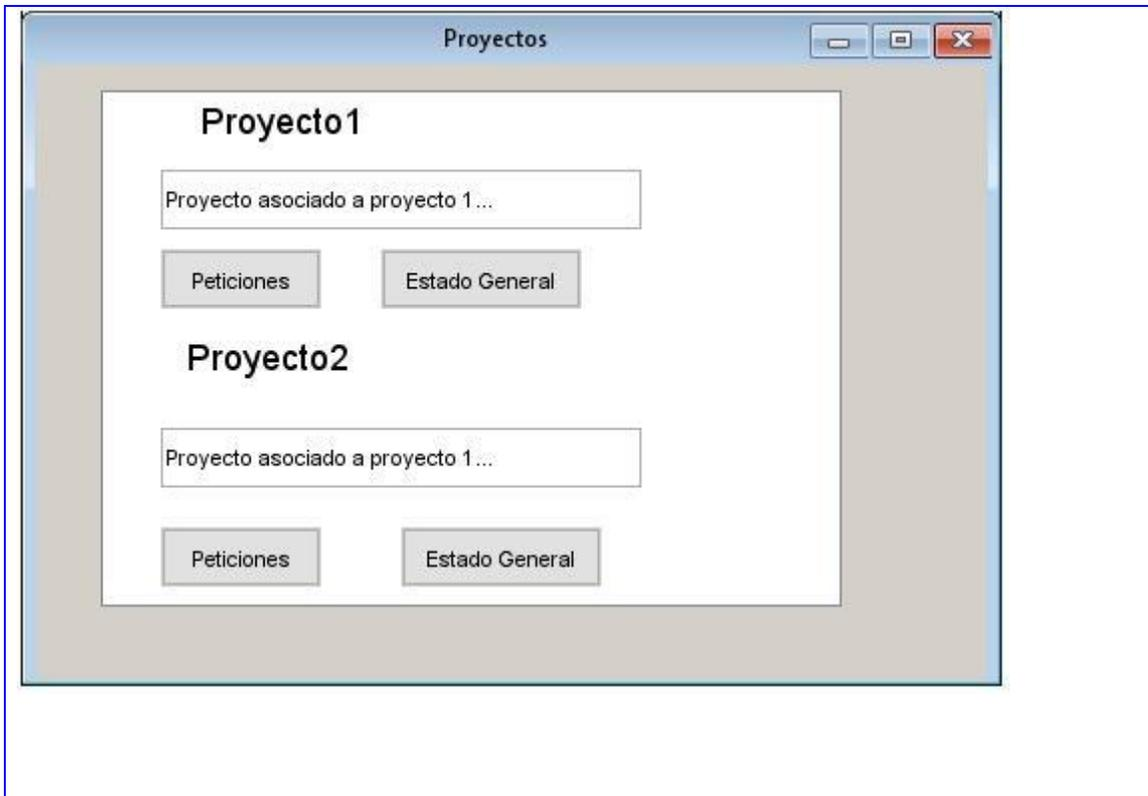 Proyectos
Proyecto1
Proyecto asociado a proyecto 1...
Peticiones Estado General
Proyecto2
Proyecto asociado a proyecto 1...
Peticiones Estado General